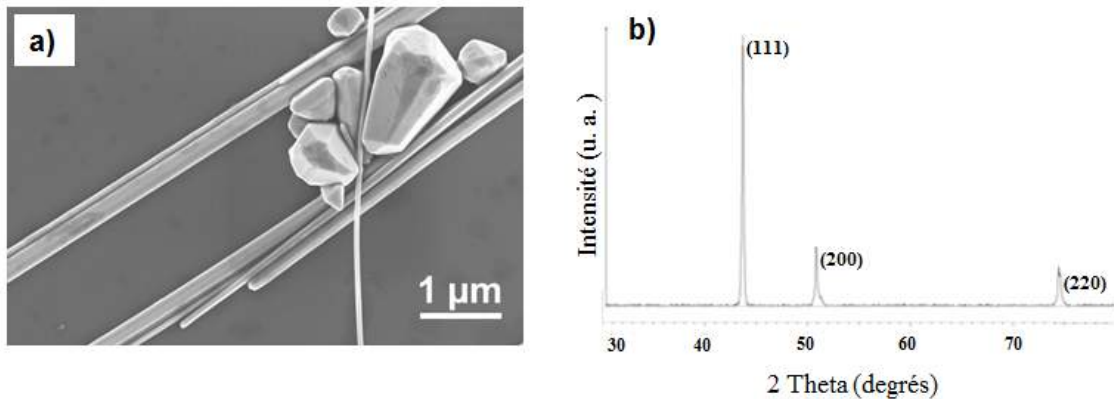 a)
1 µm
b)
(111)
(200)
(220)
Intensité (u. a. )
30 40 50 60 70
2 Theta (degrés)